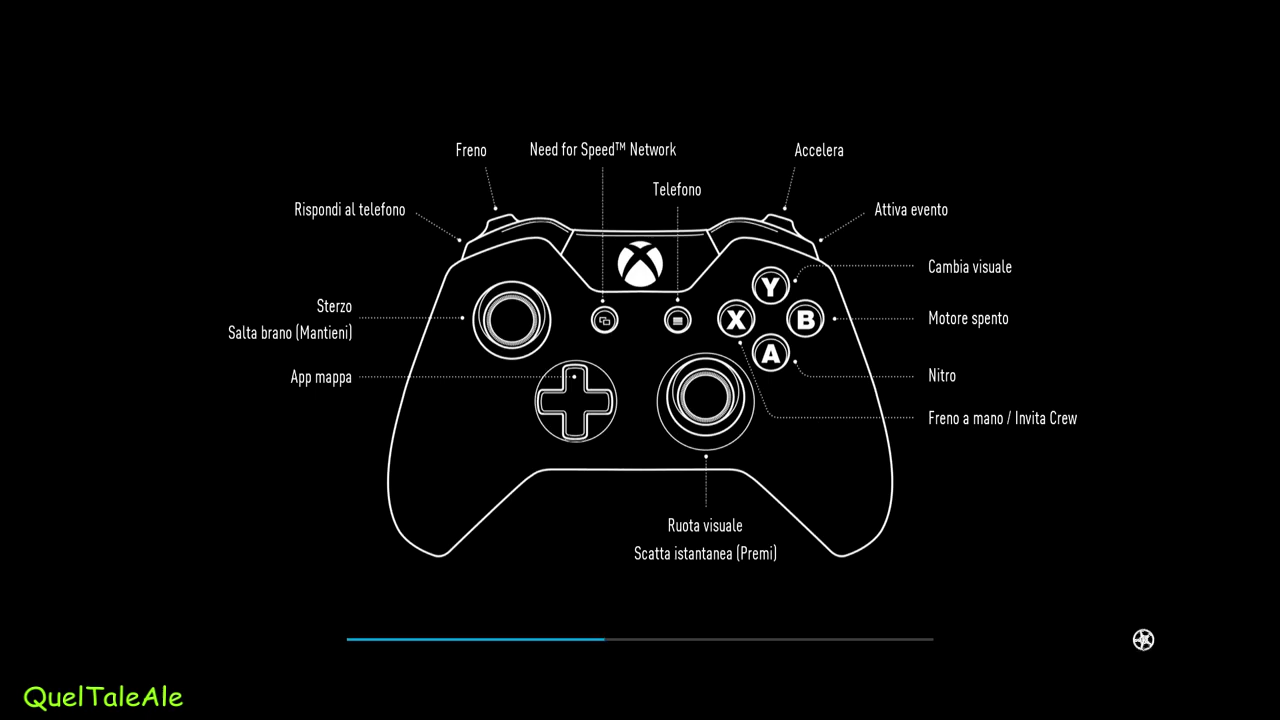 Freno
Need for Speed™ Network
Accelera
Telefono
Rispondi al telefono
Attiva evento
Cambia visuale
Y
Sterzo
Salta brano (Mantieni)
X
B
Motore spento
A
App mappa
Nitro
Freno a mano / Invita Crew
Ruota visuale
Scatta istantanea (Premi)
QuelTaleAle